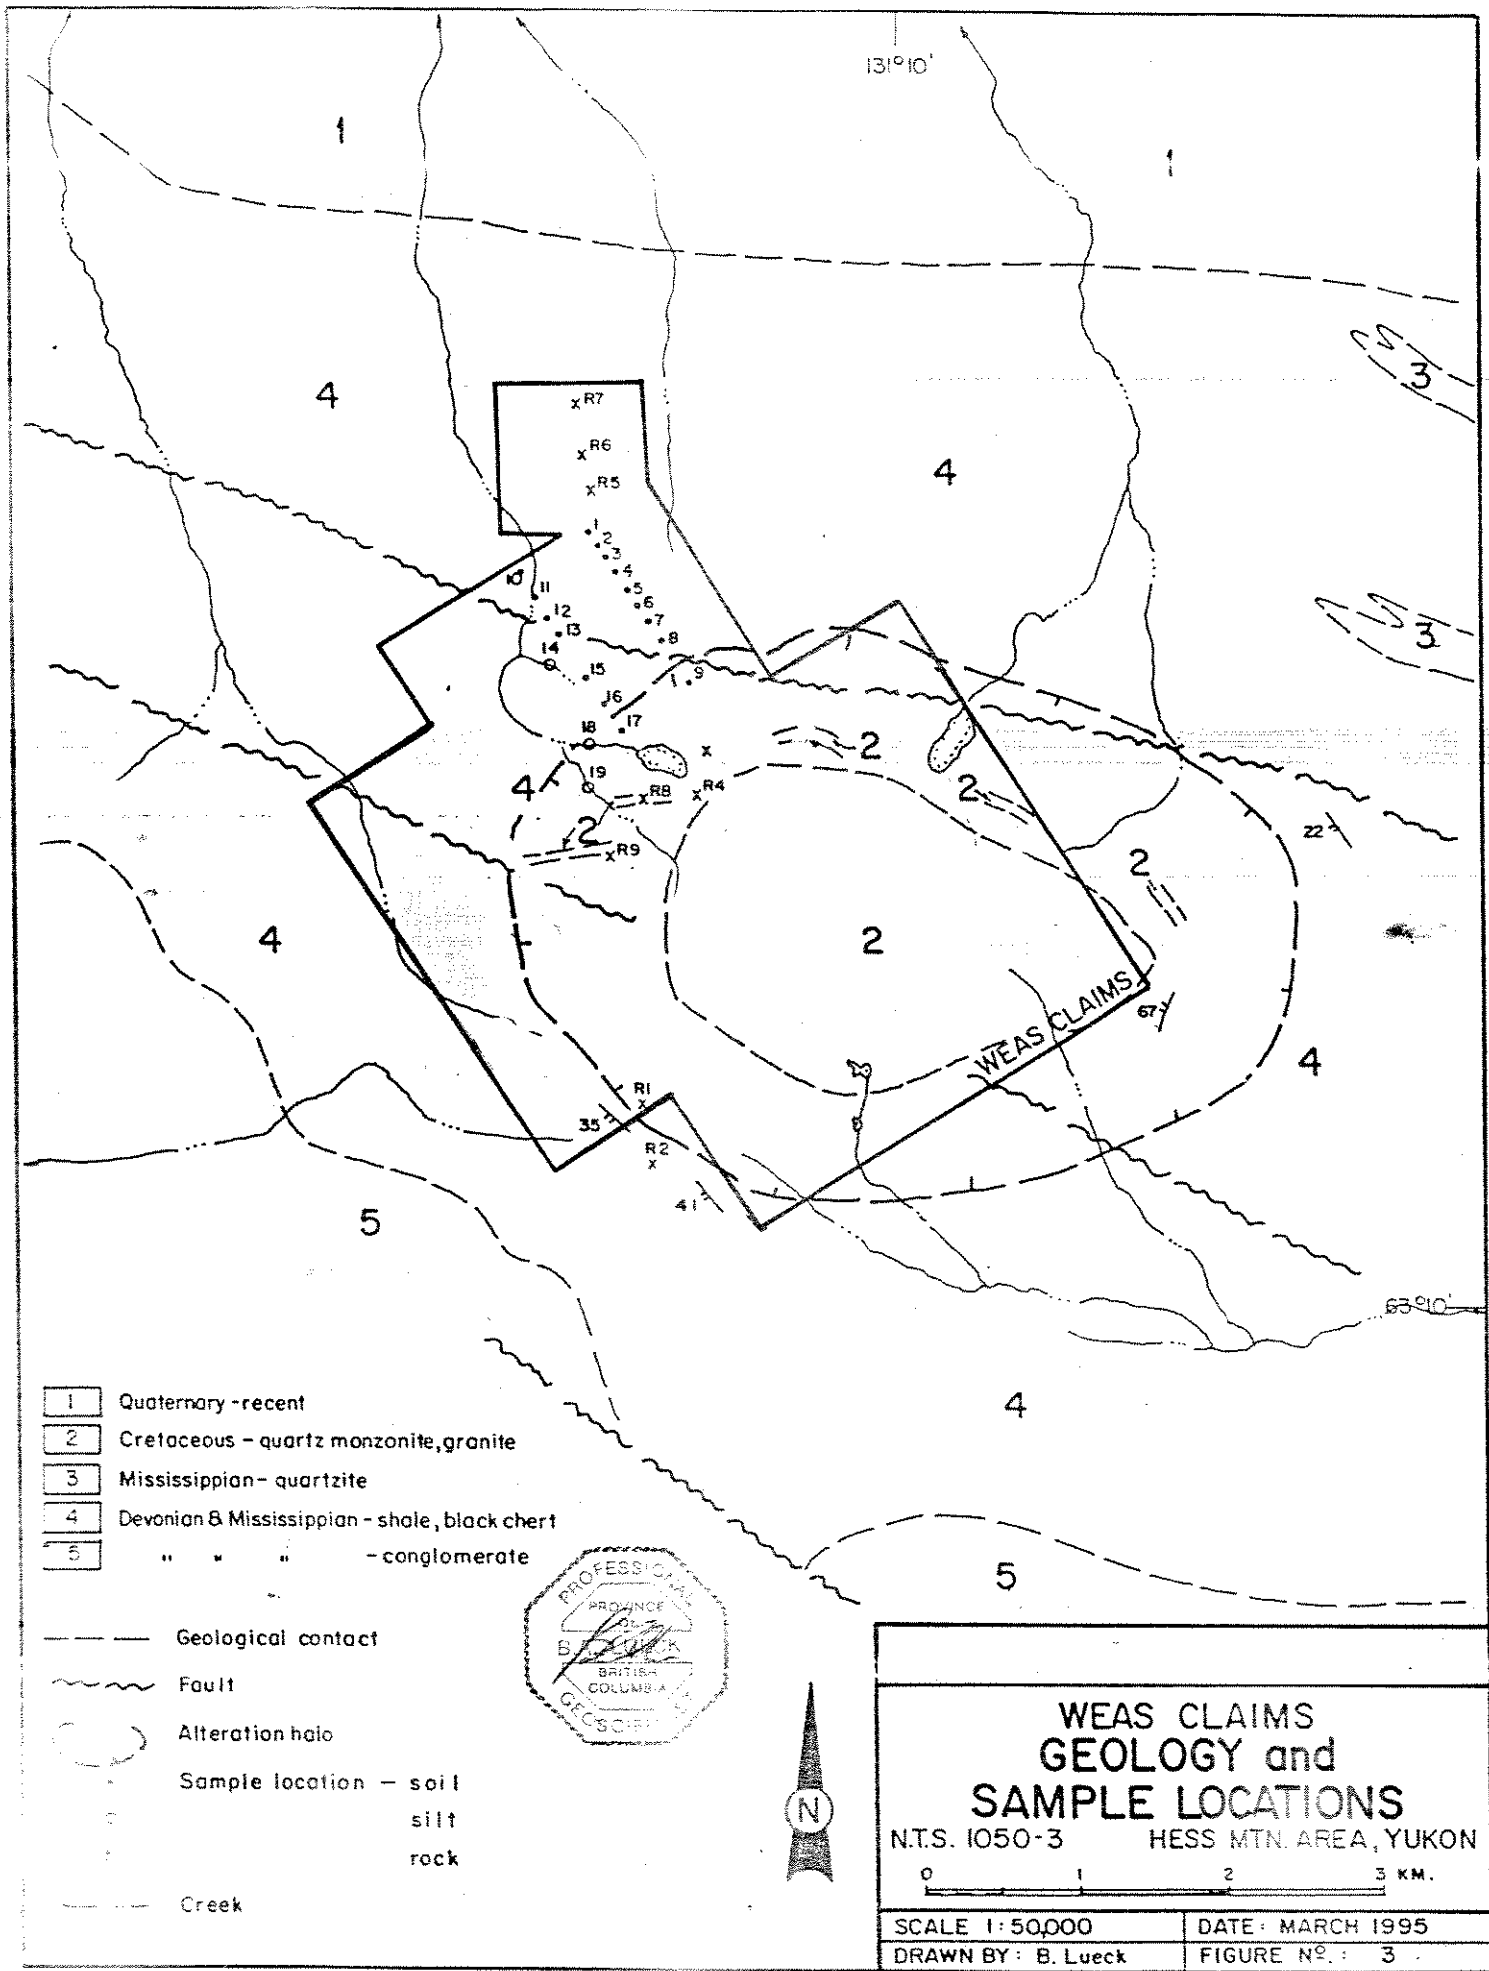 131°10'
1
1
3
4
R7
R6
4
R5
1
2
3
4
10
5
11
6
12
7
3
13
8
14
15
9
1
16
17
18
2
19
4
R8
R4
2
22
2
R9
2
4
2
WEAS CLAIMS
67
4
R1
35
R2
41
5
63°10'
1 Quaternary - recent
2 Cretaceous - quartz monzonite, granite
3 Mississippian - quartzite
4 Devonian & Mississippian - shale, black chert
5 " " " - conglomerate
4
5
PROFESSIONAL
PROVINCE
OF
BRITISH
COLUMBIA
Geological contact
Fault
Alteration halo
Sample location - soil
silt
rock
Creek
N
WEAS CLAIMS
GEOLOGY and
SAMPLE LOCATIONS
N.T.S. 1050-3 HESS MTN. AREA, YUKON
0 1 2 3 KM.
SCALE 1:50,000 DATE: MARCH 1995
DRAWN BY: B. Lueck FIGURE Nº.: 3